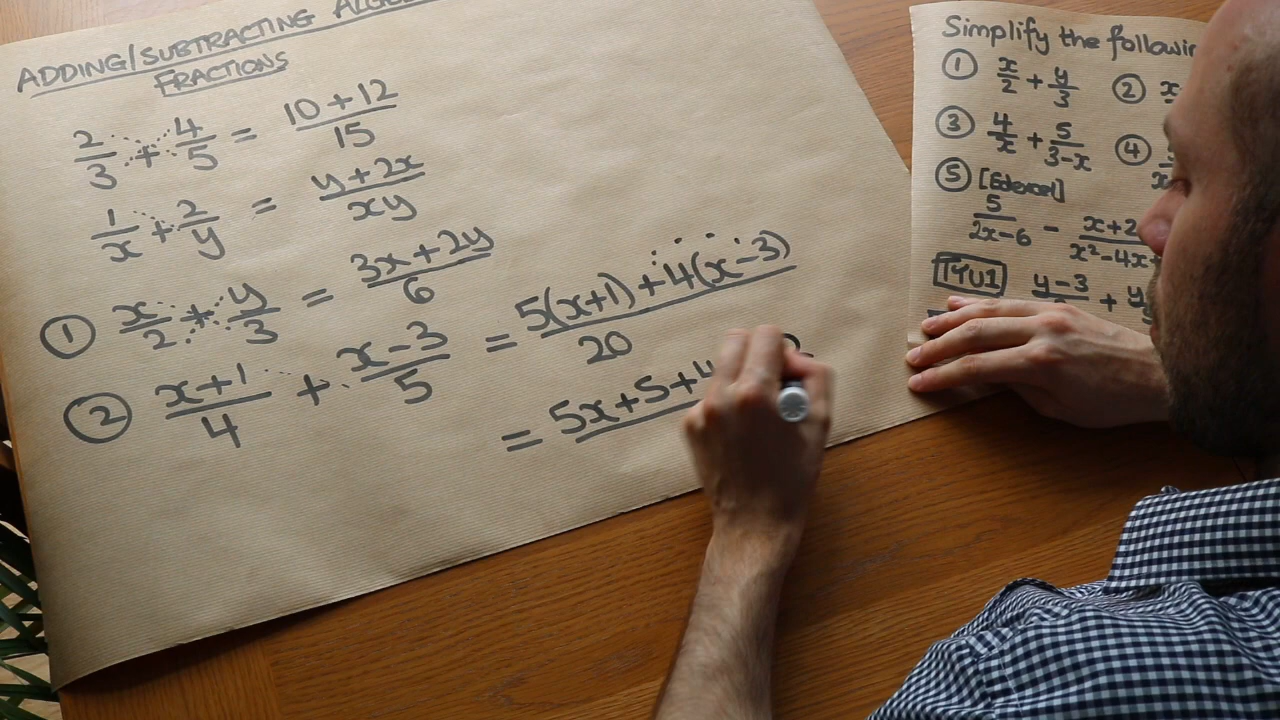 ADDING/SUBTRACTING
FRACTIONS
2/3 + 4/5 = (10+12)/15
1/x + 2/y = (y+2x)/xy
① x/2 + y/3 = (3x+2y)/6
② (x+1)/4 + (x-3)/5 = (5(x+1)+4(x-3))/20
= 5x+5+4
Simplify the
① x/2 + y/3 ②
③ 4/x + 5/(3-x) ④
⑤ [Edexcel]
5/(2x-6) - (x+2)/(x²-4x
TYU1 y-3 +